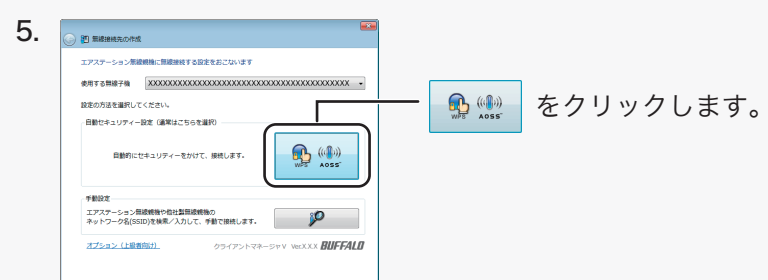 5.
無線接続先の作成
エアステーション無線親機に無線接続する設定をおこないます
使用する無線子機 XXXXXXXXXXXXXXXXXXXXXXXXXXXXXXXXXXXXXXXX
設定の方法を選択してください。
自動セキュリティー設定（通常はこちらを選択）
自動的にセキュリティーをかけて、接続します。
WPS AOSS
WPS AOSS をクリックします。
手動設定
エアステーション無線親機や他社製無線親機の
ネットワーク名(SSID)を検索／入力して、手動で接続します。
オプション（上級者向け） クライアントマネージャV Ver.X.X.X BUFFALO